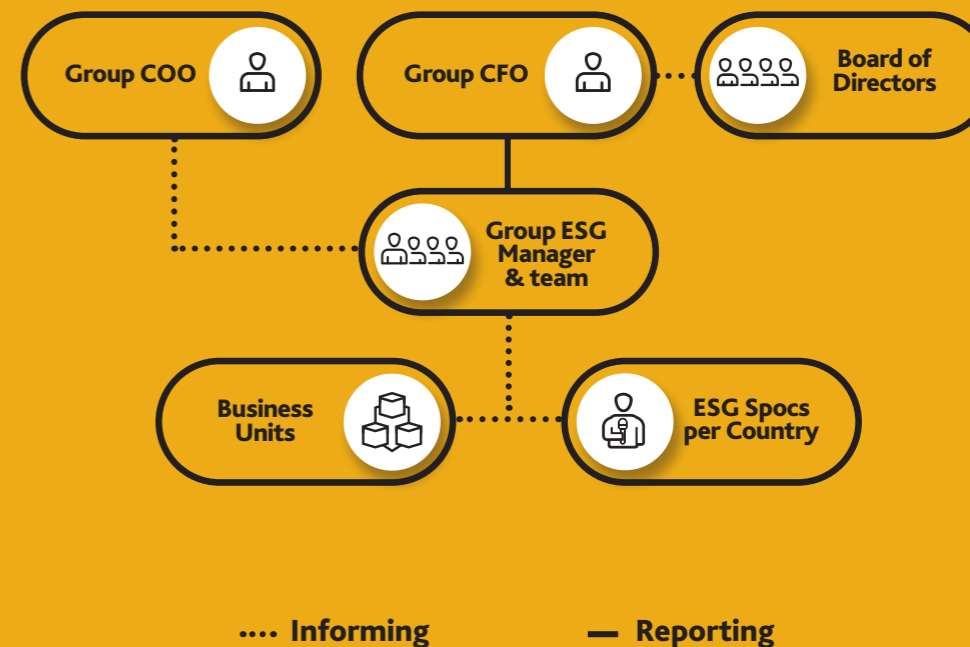 Group COO
Group CFO
Board of
Directors
Group ESG
Manager
& team
Business
Units
ESG Spocs
per Country
Informing
Reporting